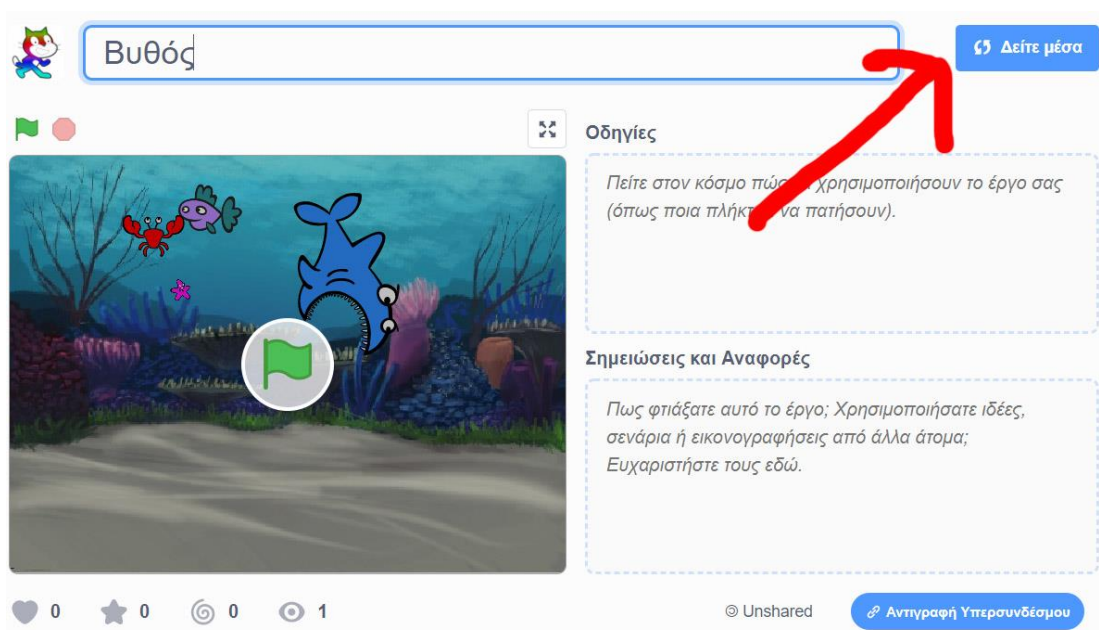 Βυθός
Δείτε μέσα
Οδηγίες
Πείτε στον κόσμο πώς χρησιμοποιήσουν το έργο σας
(όπως ποια πλήκτ να πατήσουν).
Σημειώσεις και Αναφορές
Πως φτιάξατε αυτό το έργο; Χρησιμοποιήσατε ιδέες,
σενάρια ή εικονογραφήσεις από άλλα άτομα;
Ευχαριστήστε τους εδώ.
0
0
0
1
Unshared
Αντιγραφή Υπερσυνδέσμου